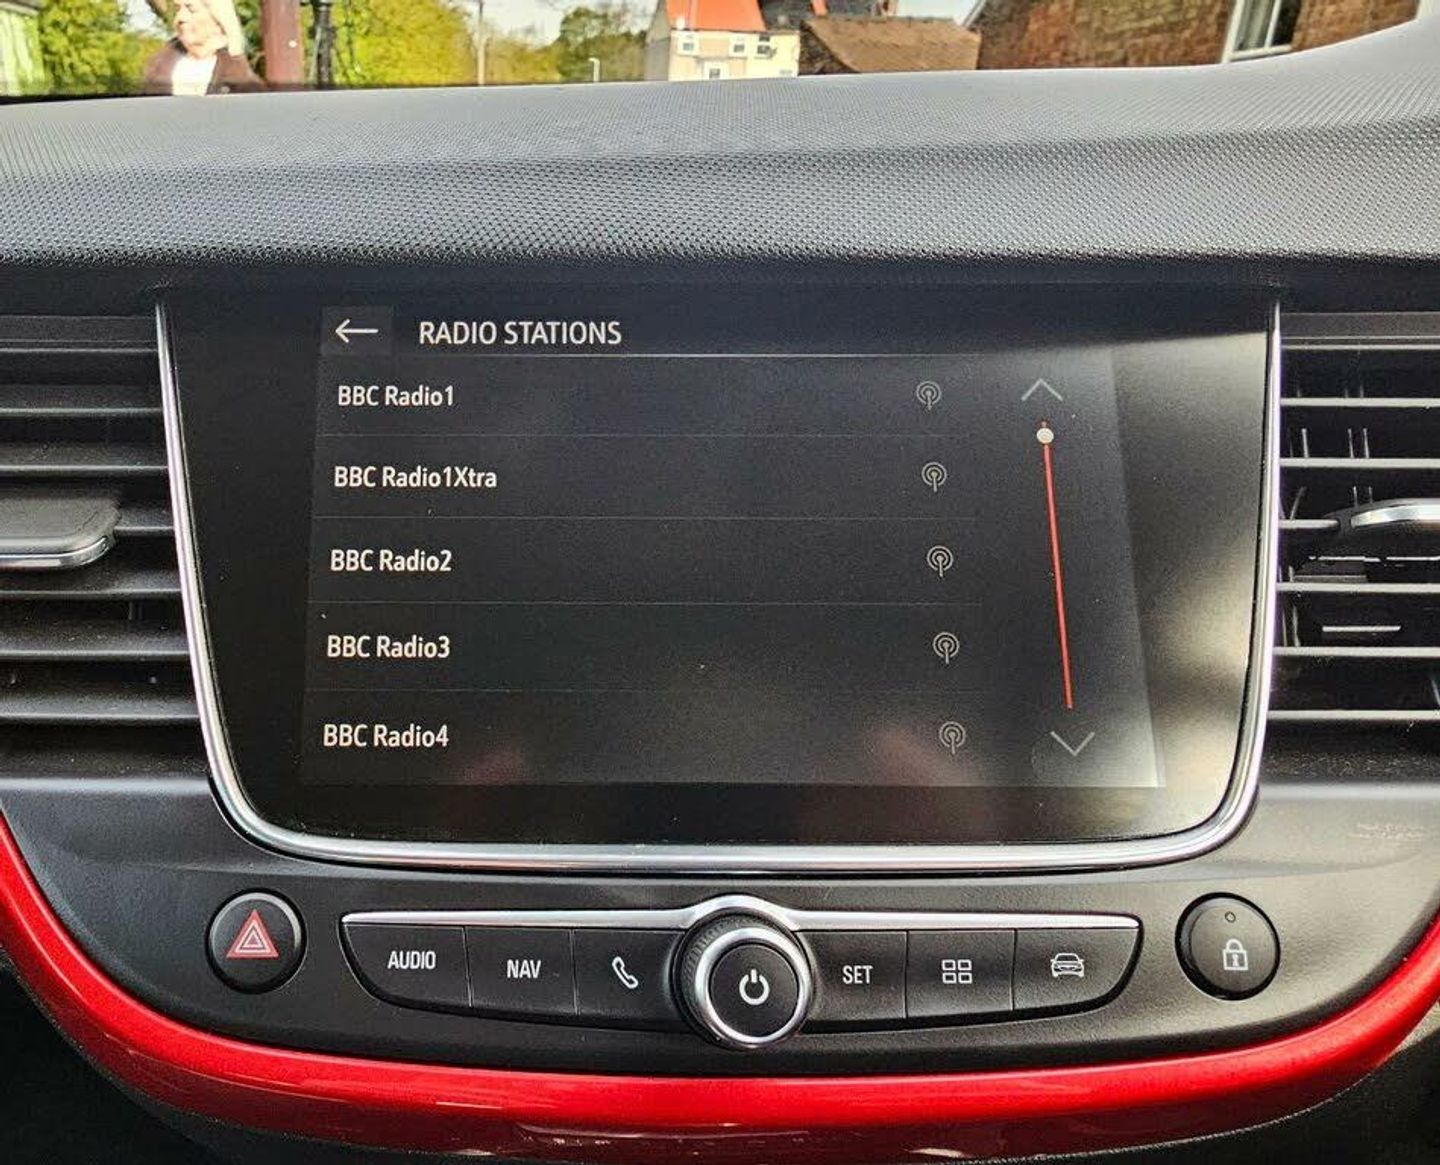 RADIO STATIONS
BBC Radio1
BBC Radio1Xtra
BBC Radio2
BBC Radio3
BBC Radio4
AUDIO
NAV
SET